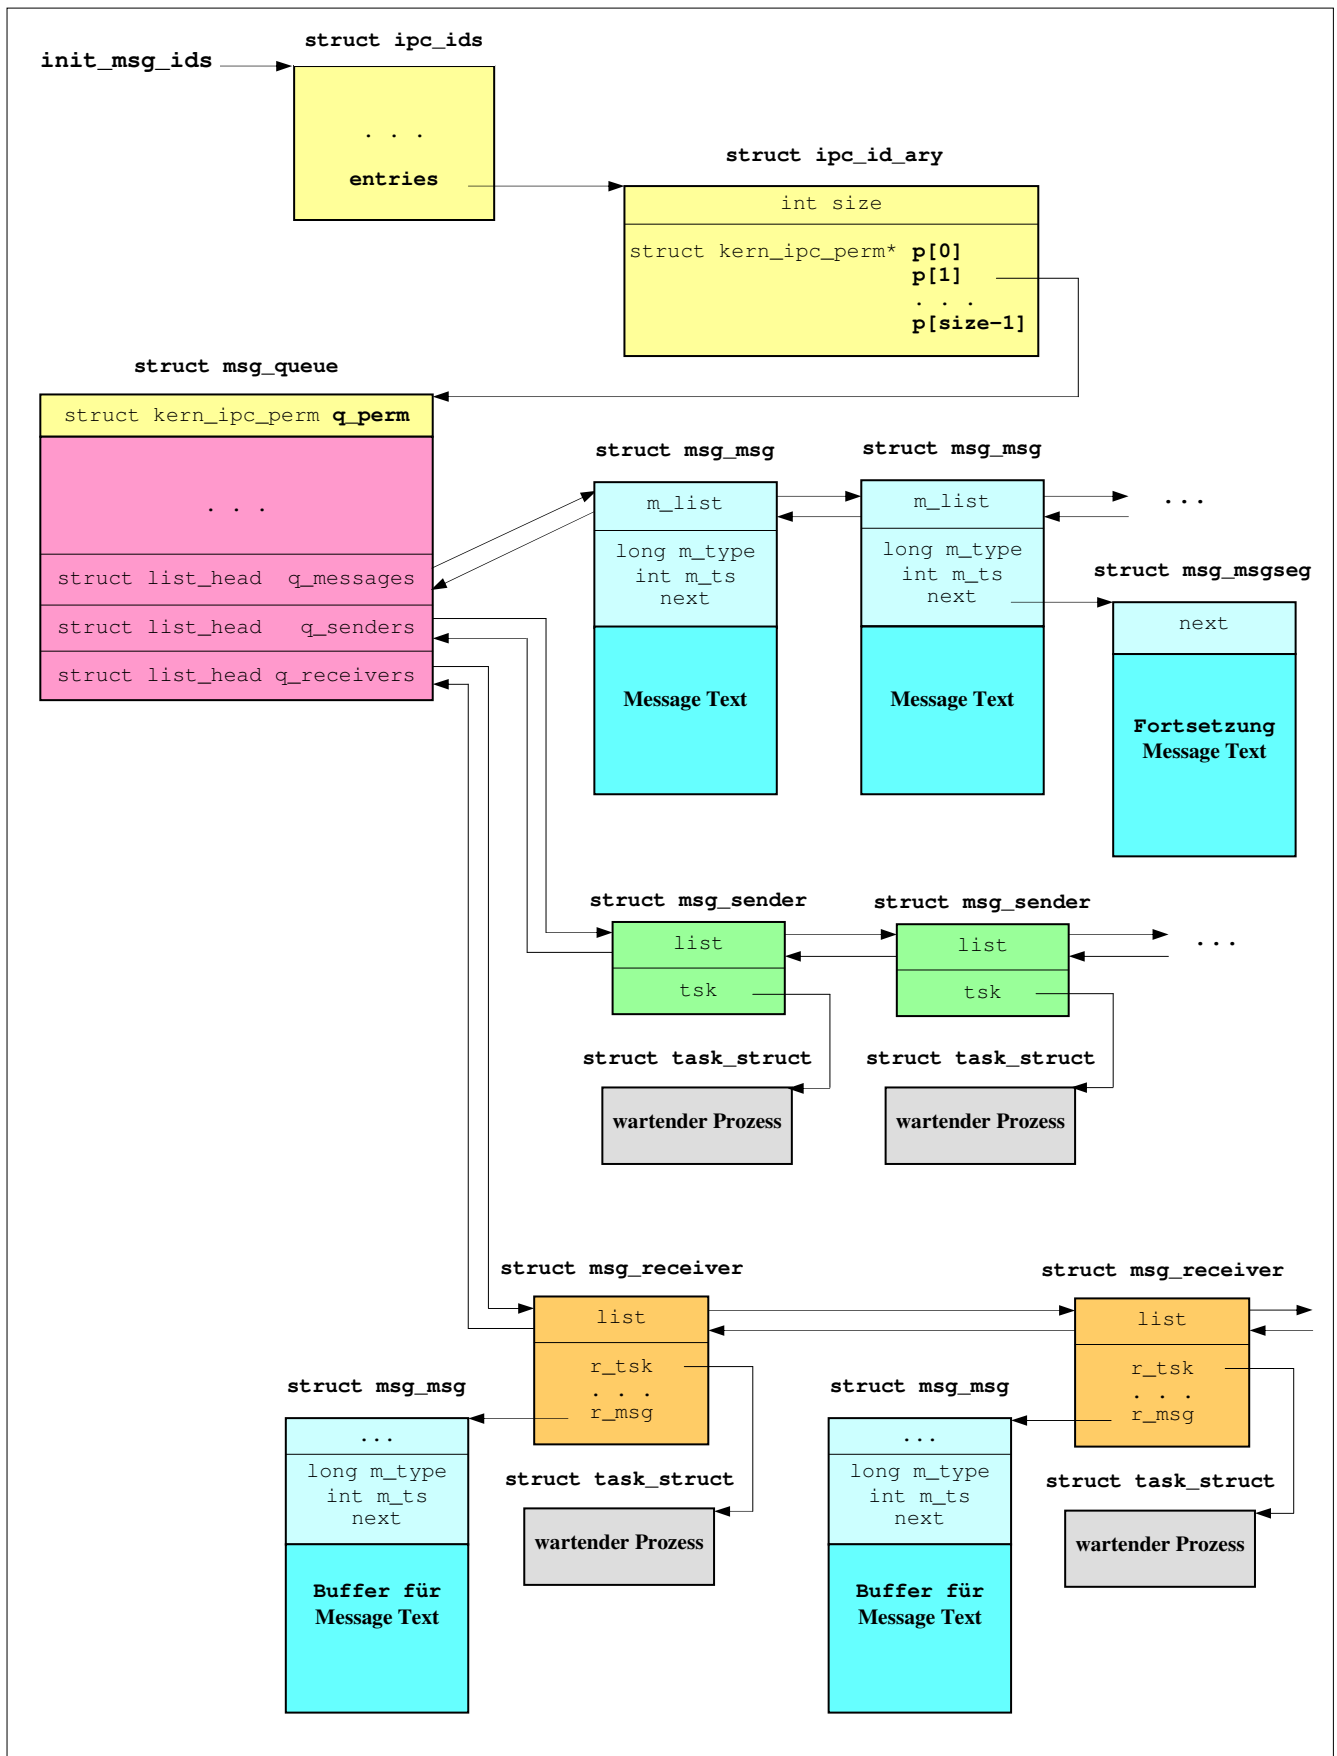 struct ipc_ids
init_msg_ids
. . .
entries
struct ipc_id_ary
int size
struct kern_ipc_perm* p[0]
p[1]
. . .
p[size-1]
struct msg_queue
struct kern_ipc_perm q_perm
. . .
struct list_head q_messages
struct list_head q_senders
struct list_head q_receivers
struct msg_msg
m_list
long m_type
int m_ts
next
Message Text
struct msg_msg
m_list
long m_type
int m_ts
next
Message Text
...
struct msg_msgseg
next
Fortsetzung
Message Text
struct msg_sender
list
tsk
struct task_struct
wartender Prozess
struct msg_sender
list
tsk
struct task_struct
wartender Prozess
...
struct msg_receiver
list
r_tsk
. . .
r_msg
struct msg_msg
...
long m_type
int m_ts
next
Buffer für
Message Text
struct task_struct
wartender Prozess
struct msg_receiver
list
r_tsk
. . .
r_msg
struct msg_msg
...
long m_type
int m_ts
next
Buffer für
Message Text
struct task_struct
wartender Prozess